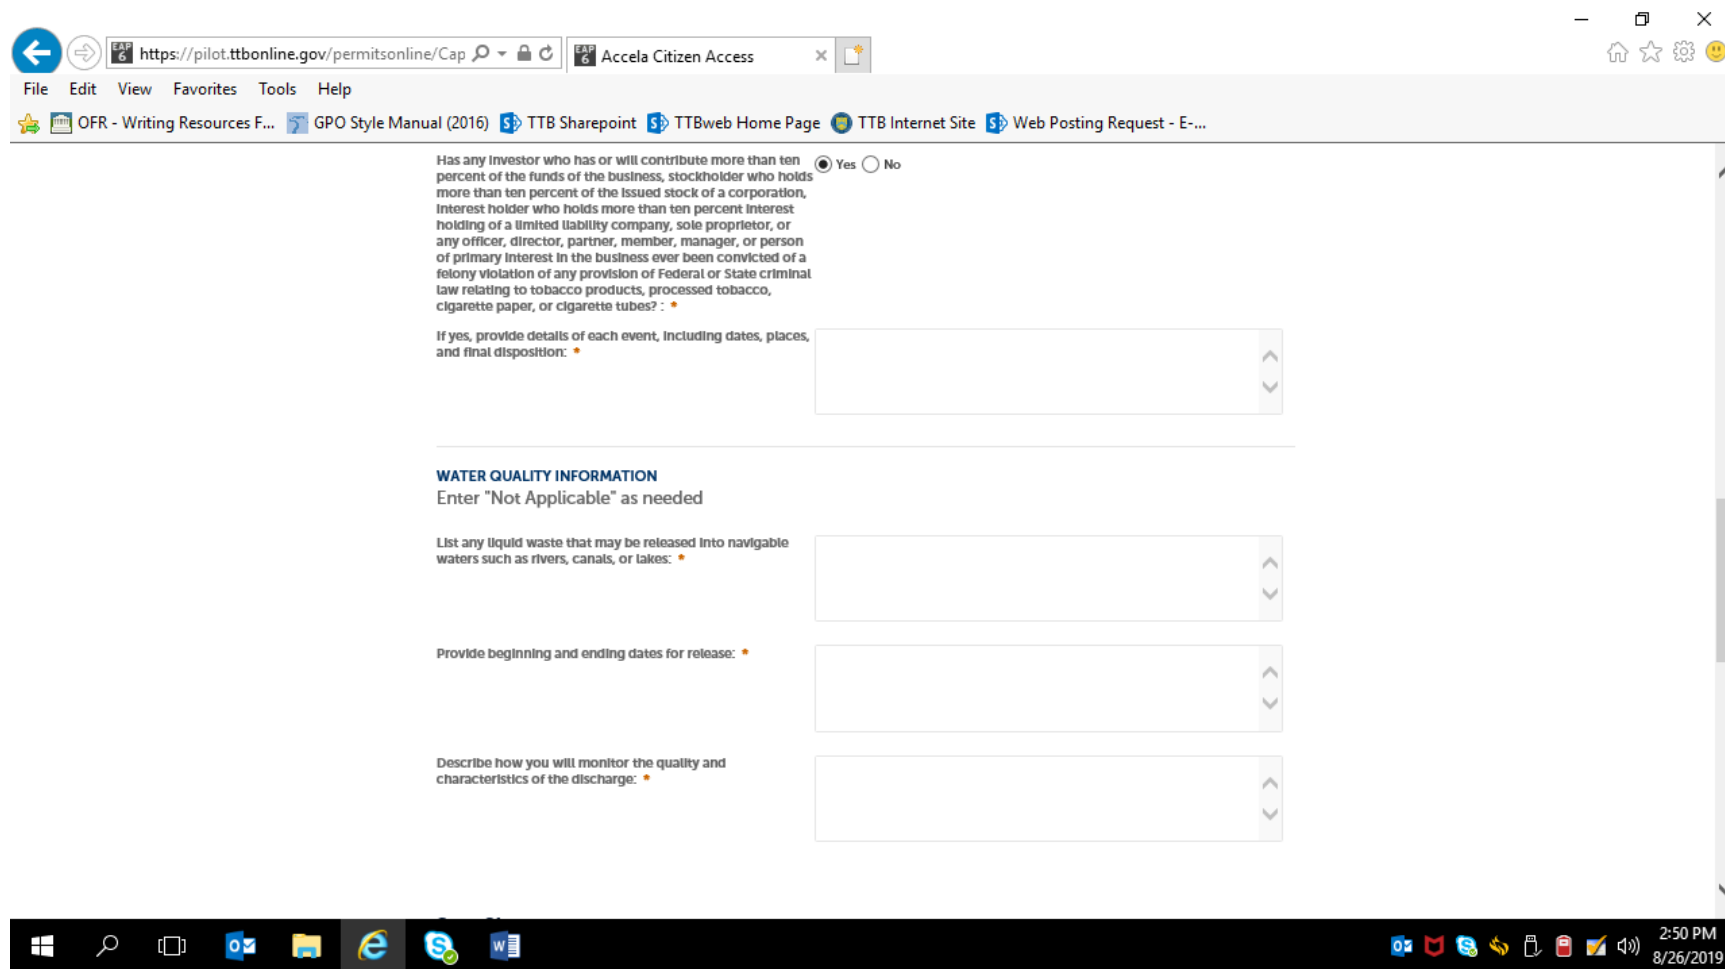 EAP
6
https://pilot.ttbonline.gov/permitsonline/Cap
EAP
6
Accela Citizen Access
File Edit View Favorites Tools Help
OFR - Writing Resources F... GPO Style Manual (2016) TTB Sharepoint TTBweb Home Page TTB Internet Site Web Posting Request - E-...
Has any investor who has or will contribute more than ten
percent of the funds of the business, stockholder who holds
more than ten percent of the issued stock of a corporation,
interest holder who holds more than ten percent interest
holding of a limited liability company, sole proprietor, or
any officer, director, partner, member, manager, or person
of primary interest in the business ever been convicted of a
felony violation of any provision of Federal or State criminal
law relating to tobacco products, processed tobacco,
cigarette paper, or cigarette tubes? : *
Yes No
If yes, provide details of each event, including dates, places,
and final disposition: *
WATER QUALITY INFORMATION
Enter "Not Applicable" as needed
List any liquid waste that may be released into navigable
waters such as rivers, canals, or lakes: *
Provide beginning and ending dates for release: *
Describe how you will monitor the quality and
characteristics of the discharge: *
2:50 PM
8/26/2019